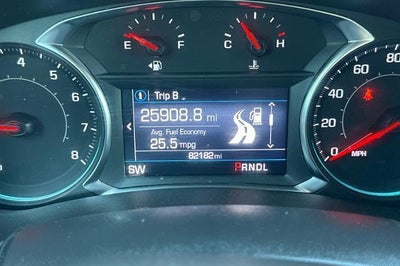 E F
C H
4 5 6 7 8
Trip B
25908.8 mi
Avg. Fuel Economy
25.5 mpg
82182 mi
SW PRNDL
0 20 40 60 80
MPH